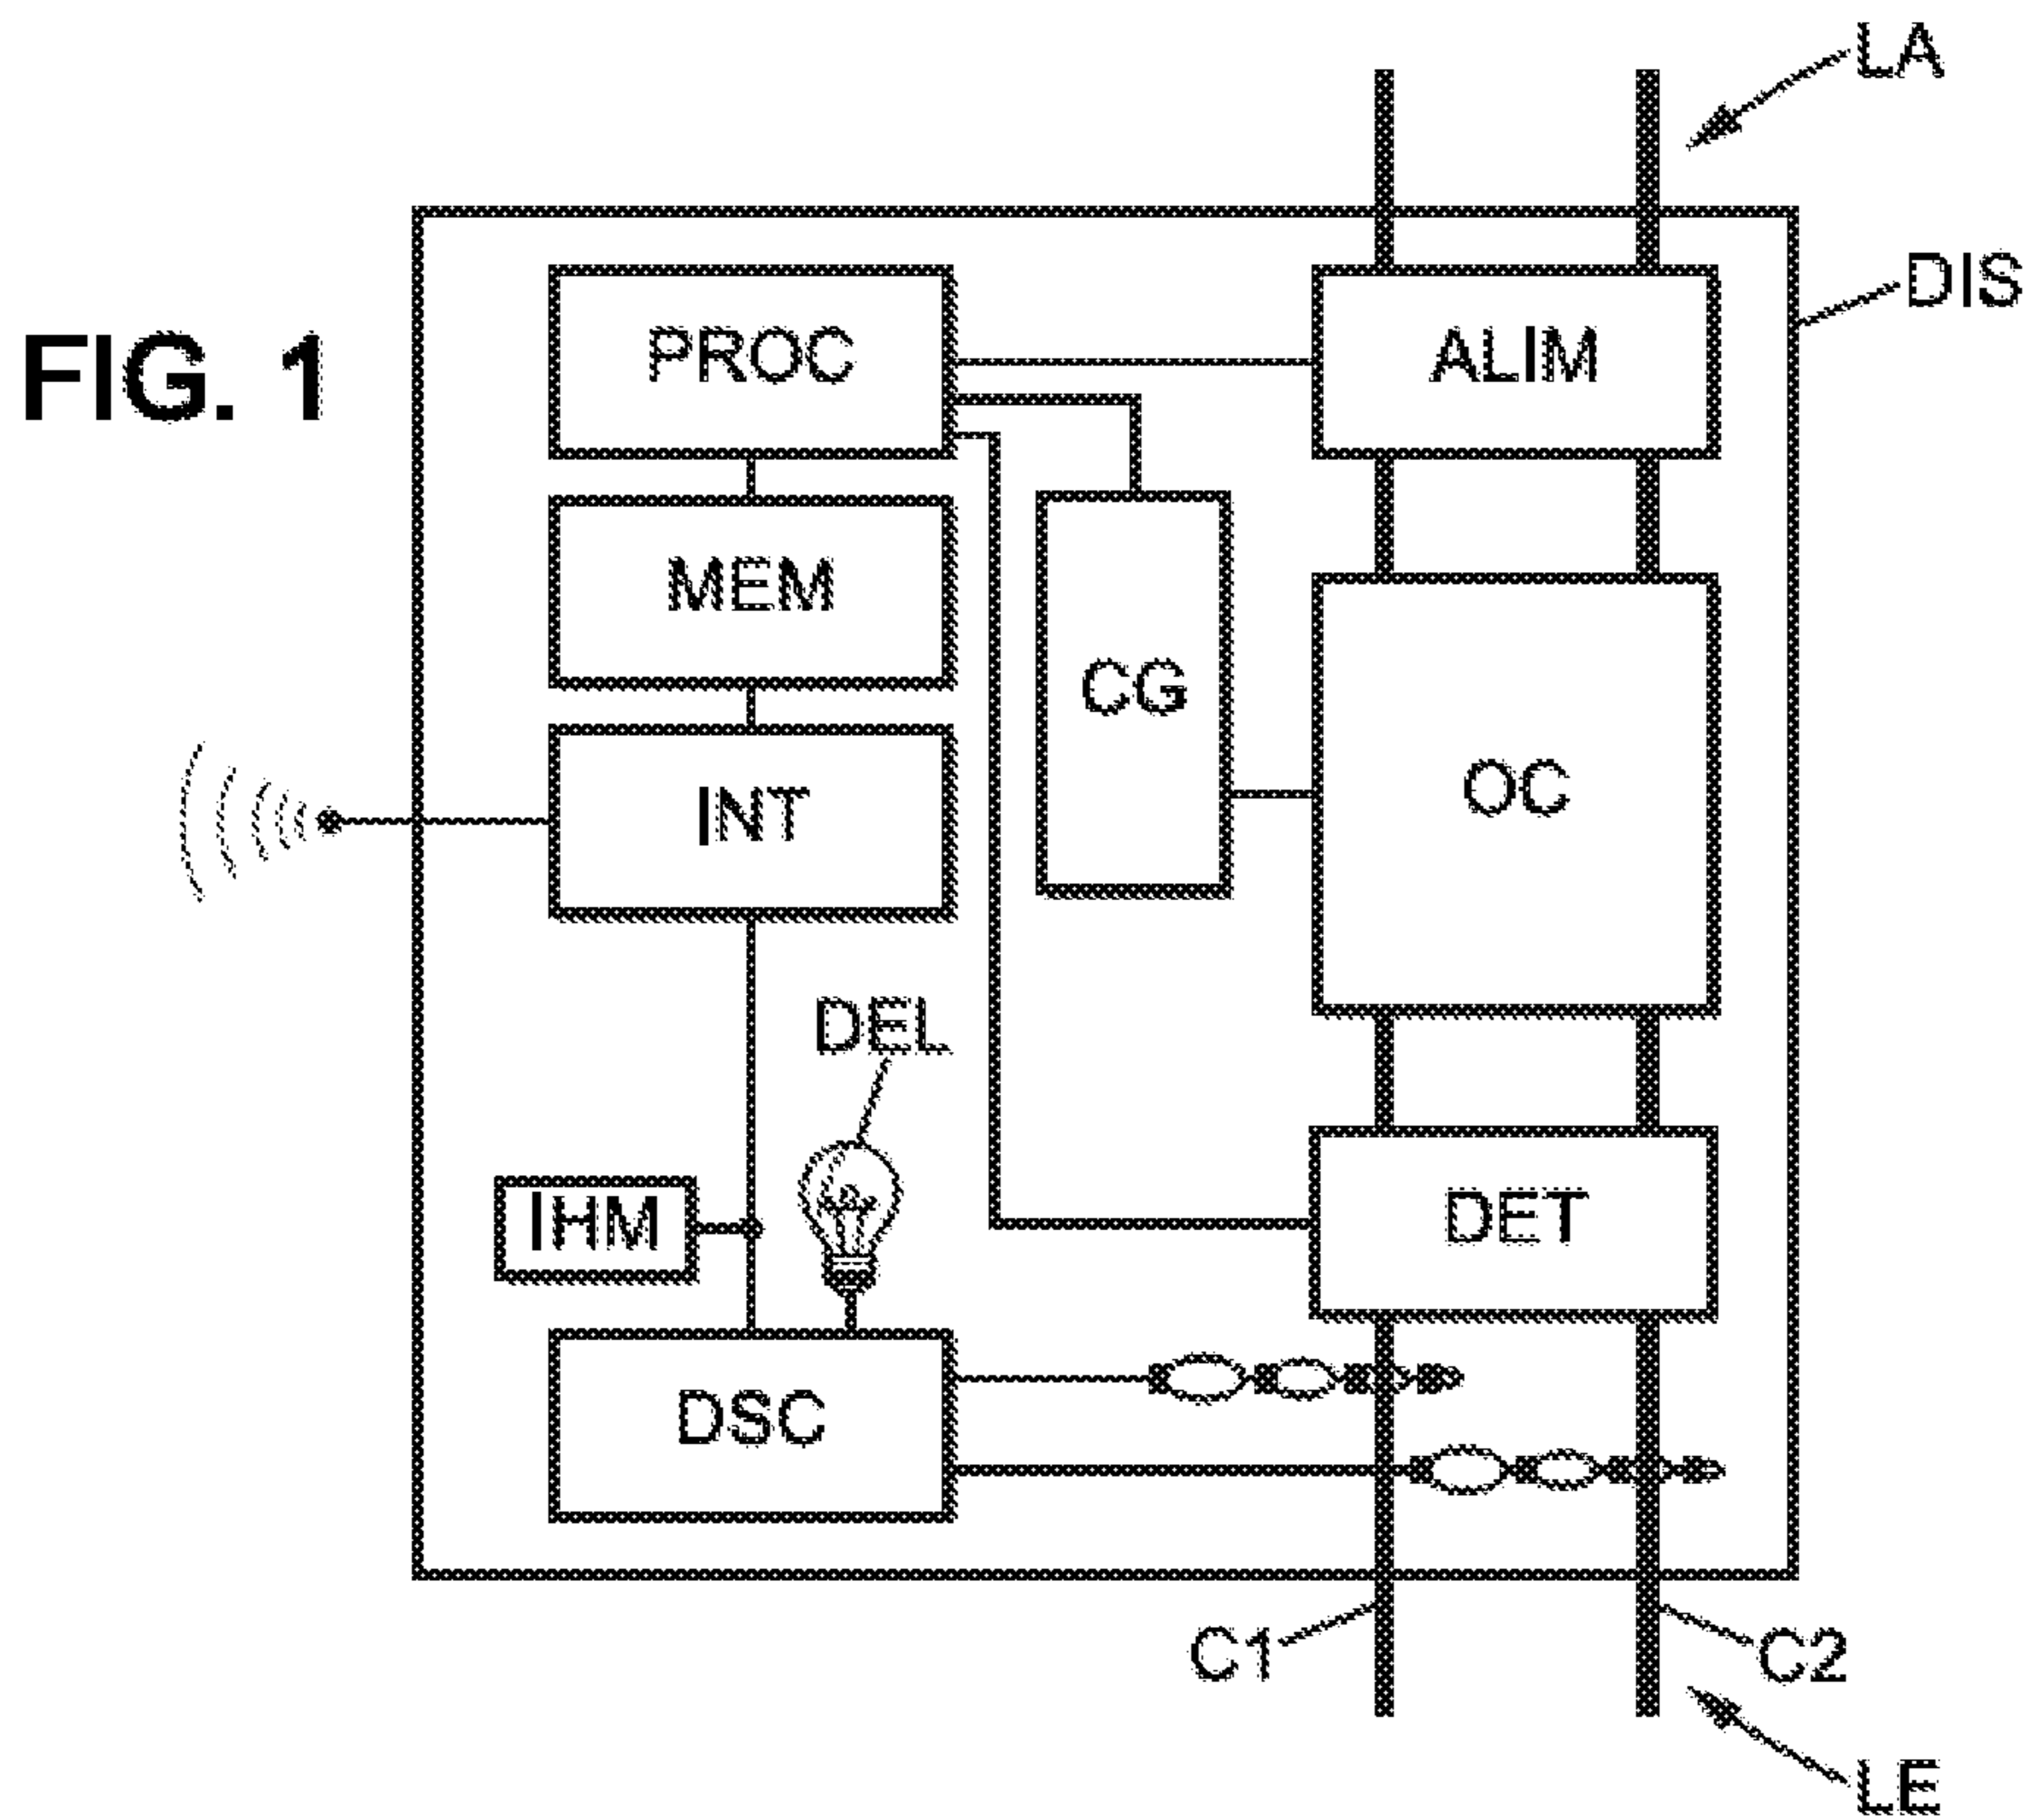 LA
DIS
FIG. 1
PROC
ALIM
MEM
CG
OC
INT
DEL
IHM
DET
DSC
C1
C2
LE